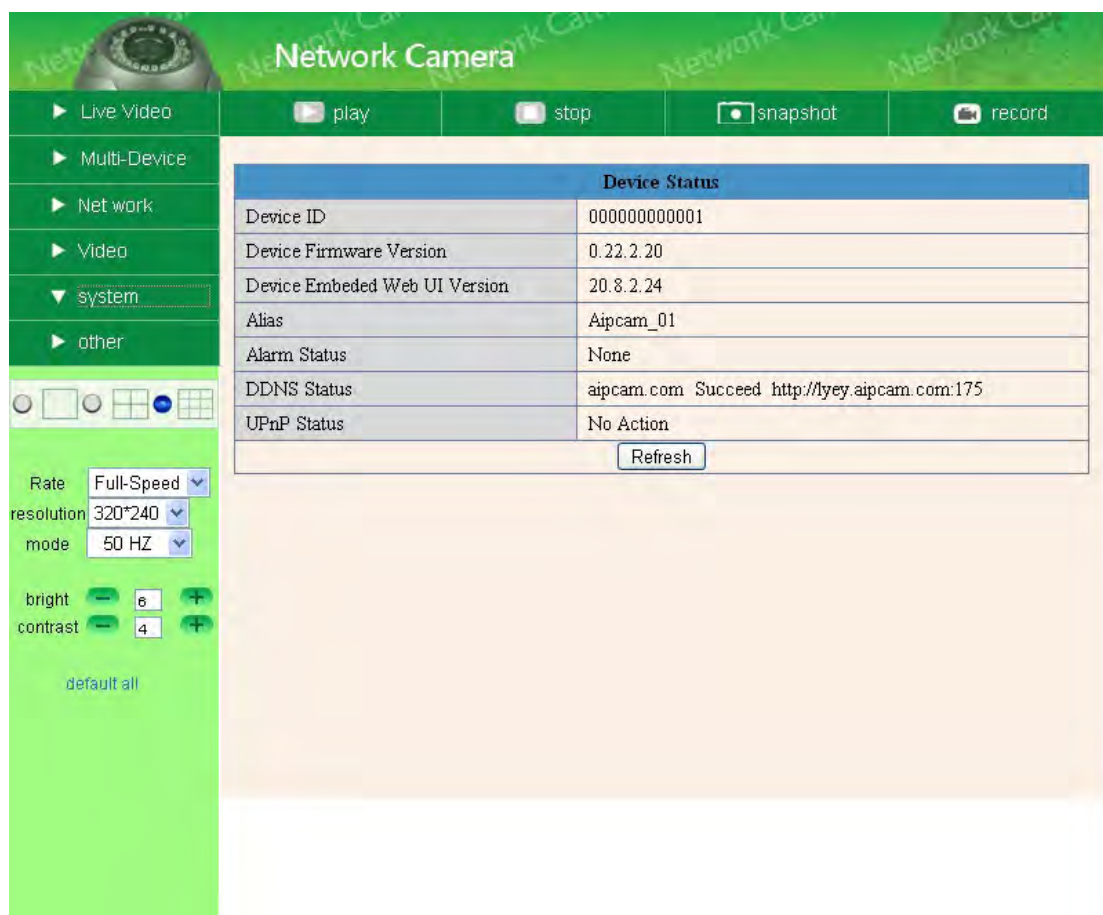 Network Camera
Live Video
play
stop
snapshot
record
Multi-Device
Net work
Video
system
other
Device Status
Device ID 000000000001
Device Firmware Version 0.22.2.20
Device Embeded Web UI Version 20.8.2.24
Alias Aipcam_01
Alarm Status None
DDNS Status aipcam.com Succeed http://lyey.aipcam.com:175
UPnP Status No Action
Refresh
Rate Full-Speed
resolution 320*240
mode 50 HZ
bright 6
contrast 4
default all